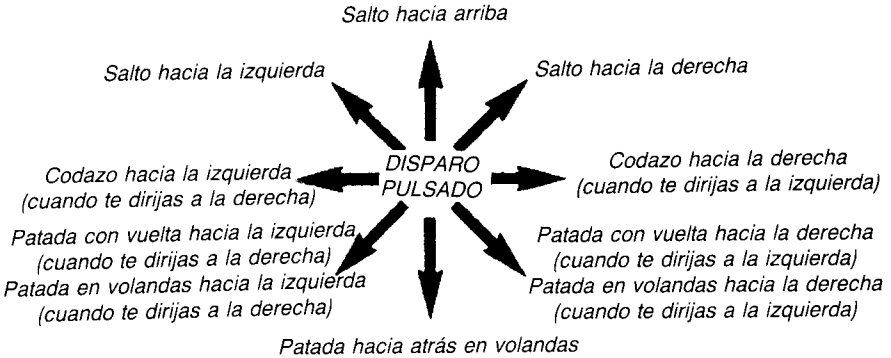 Salto hacia arriba
Salto hacia la izquierda
Salto hacia la derecha
DISPARO
PULSADO
Codazo hacia la izquierda
(cuando te dirijas a la derecha)
Codazo hacia la derecha
(cuando te dirijas a la izquierda)
Patada con vuelta hacia la izquierda
(cuando te dirijas a la derecha)
Patada en volandas hacia la izquierda
(cuando te dirijas a la derecha)
Patada con vuelta hacia la derecha
(cuando te dirijas a la izquierda)
Patada en volandas hacia la derecha
(cuando te dirijas a la izquierda)
Patada hacia atrás en volandas